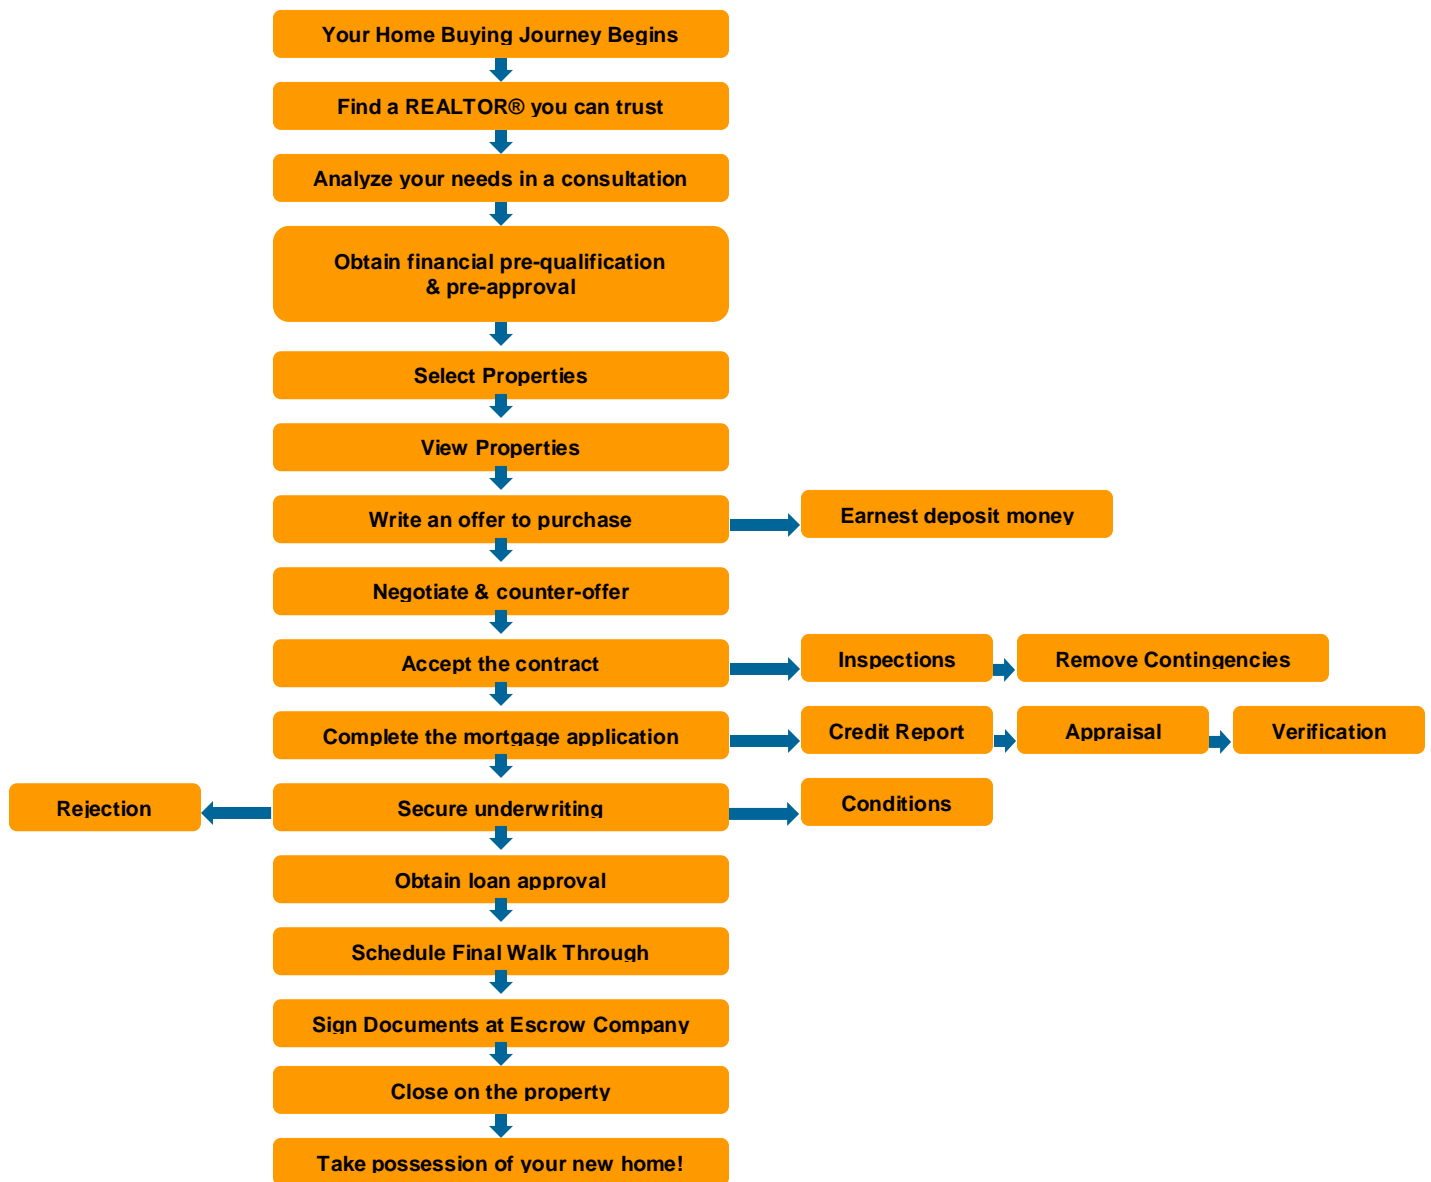 Your Home Buying Journey Begins
Find a REALTOR® you can trust
Analyze your needs in a consultation
Obtain financial pre-qualification
& pre-approval
Select Properties
View Properties
Write an offer to purchase
Earnest deposit money
Negotiate & counter-offer
Accept the contract
Inspections
Remove Contingencies
Complete the mortgage application
Credit Report
Appraisal
Verification
Rejection
Secure underwriting
Conditions
Obtain loan approval
Schedule Final Walk Through
Sign Documents at Escrow Company
Close on the property
Take possession of your new home!